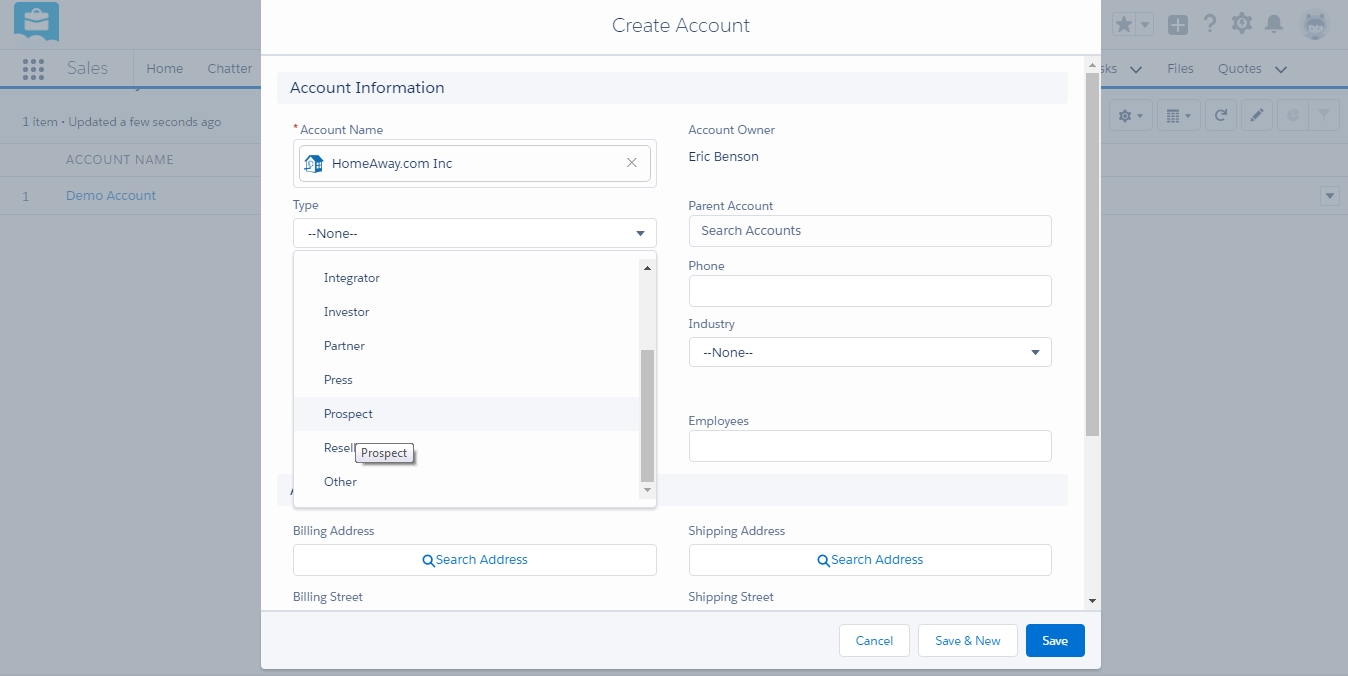 Create Account
Sales
Home
Chatter
sks
Files
Quotes
1 item • Updated a few seconds ago
ACCOUNT NAME
1
Demo Account
Account Information
* Account Name
HomeAway.com Inc
Account Owner
Eric Benson
Type
--None--
Parent Account
Search Accounts
Integrator
Investor
Partner
Press
Prospect
Resell
Prospect
Other
Phone
Industry
--None--
Employees
Billing Address
Search Address
Shipping Address
Search Address
Billing Street
Shipping Street
Cancel
Save & New
Save